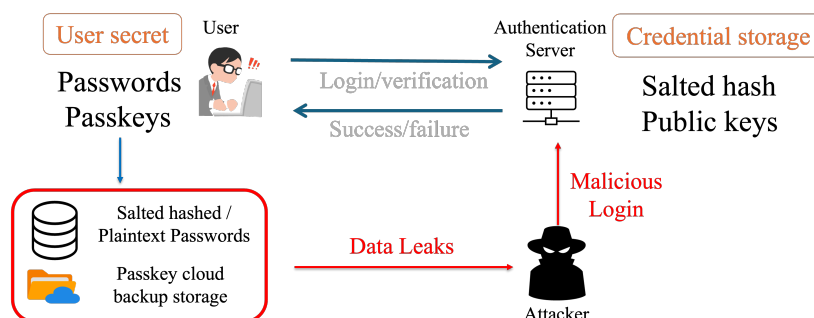 User secret
User
Authentication
Server
Credential storage
Passwords
Passkeys
Login/verification
Success/failure
Salted hash
Public keys
Salted hashed /
Plaintext Passwords
Passkey cloud
backup storage
Data Leaks
Malicious
Login
Attacker